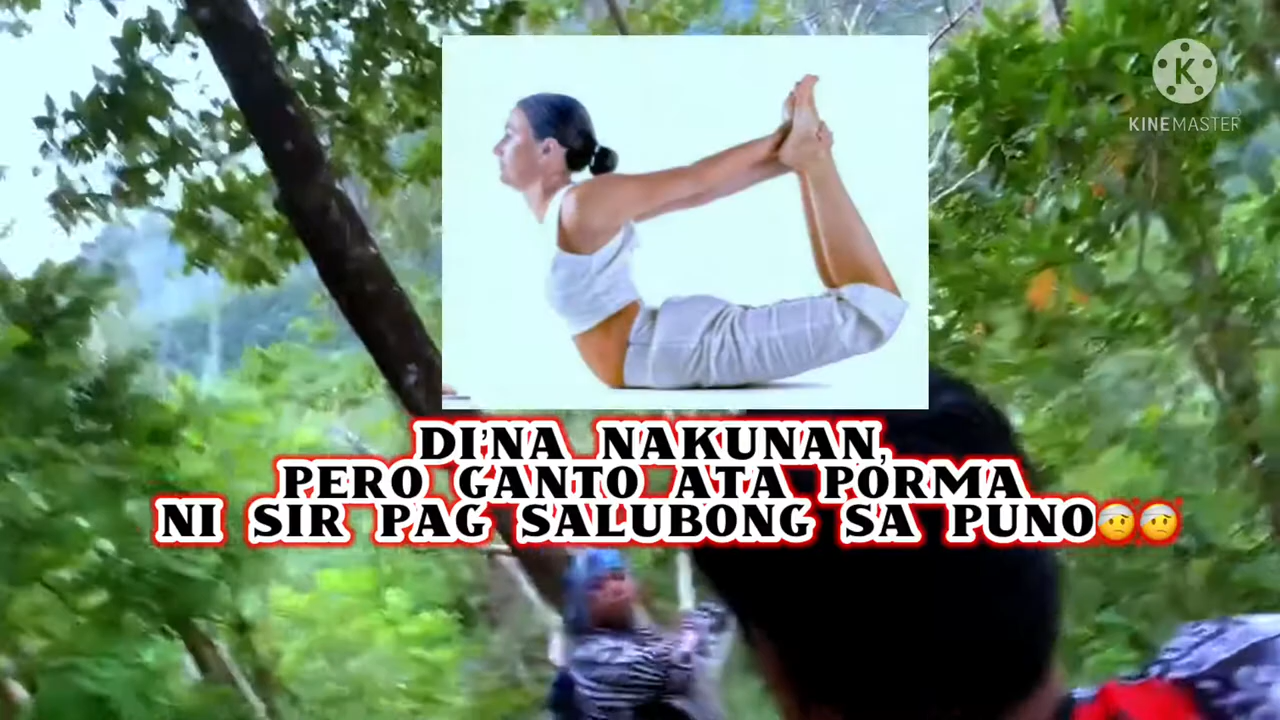 KINEMASTER
DI'NA NAKUNAN,
PERO GANTO ATA PORMA
NI SIR PAG SALUBONG SA PUNO🤕🤕